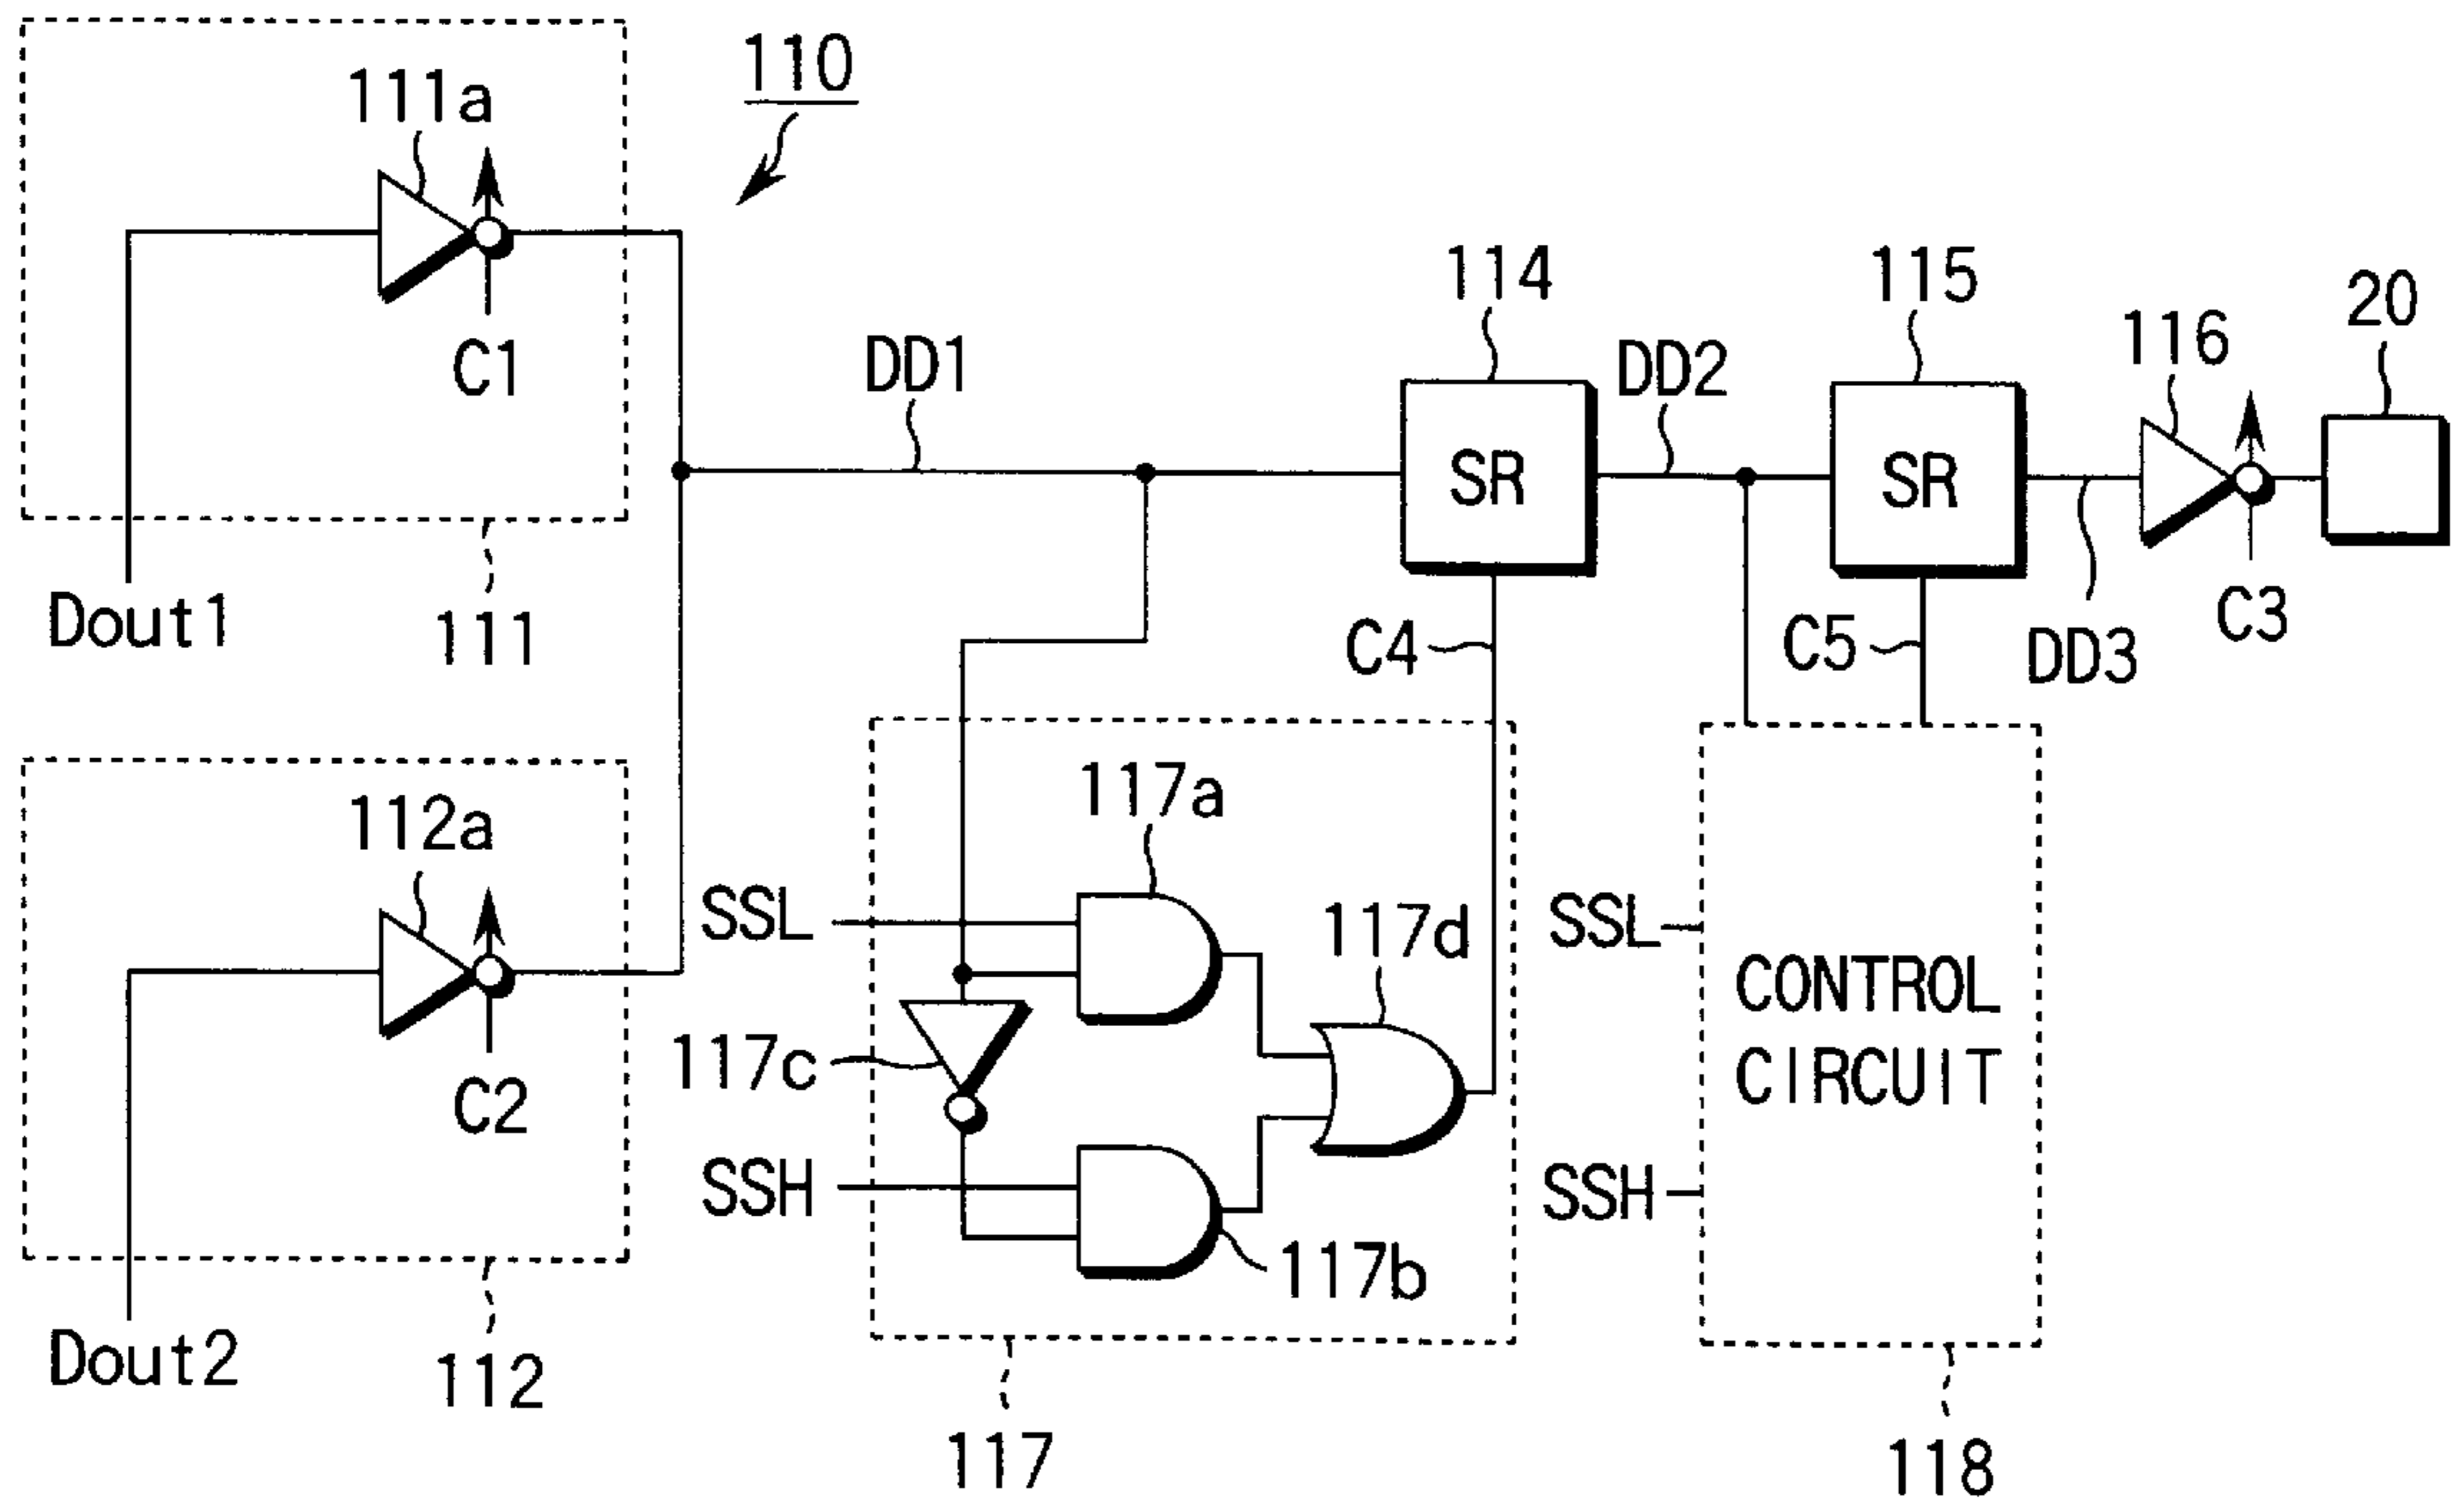 110
111a
C1
Dout1
111
DD1
114
SR
DD2
115
SR
116
20
C3
DD3
C4
C5
112a
C2
Dout2
112
117a
SSL
117d
117c
SSH
117b
117
SSL
CONTROL
CIRCUIT
SSH
118